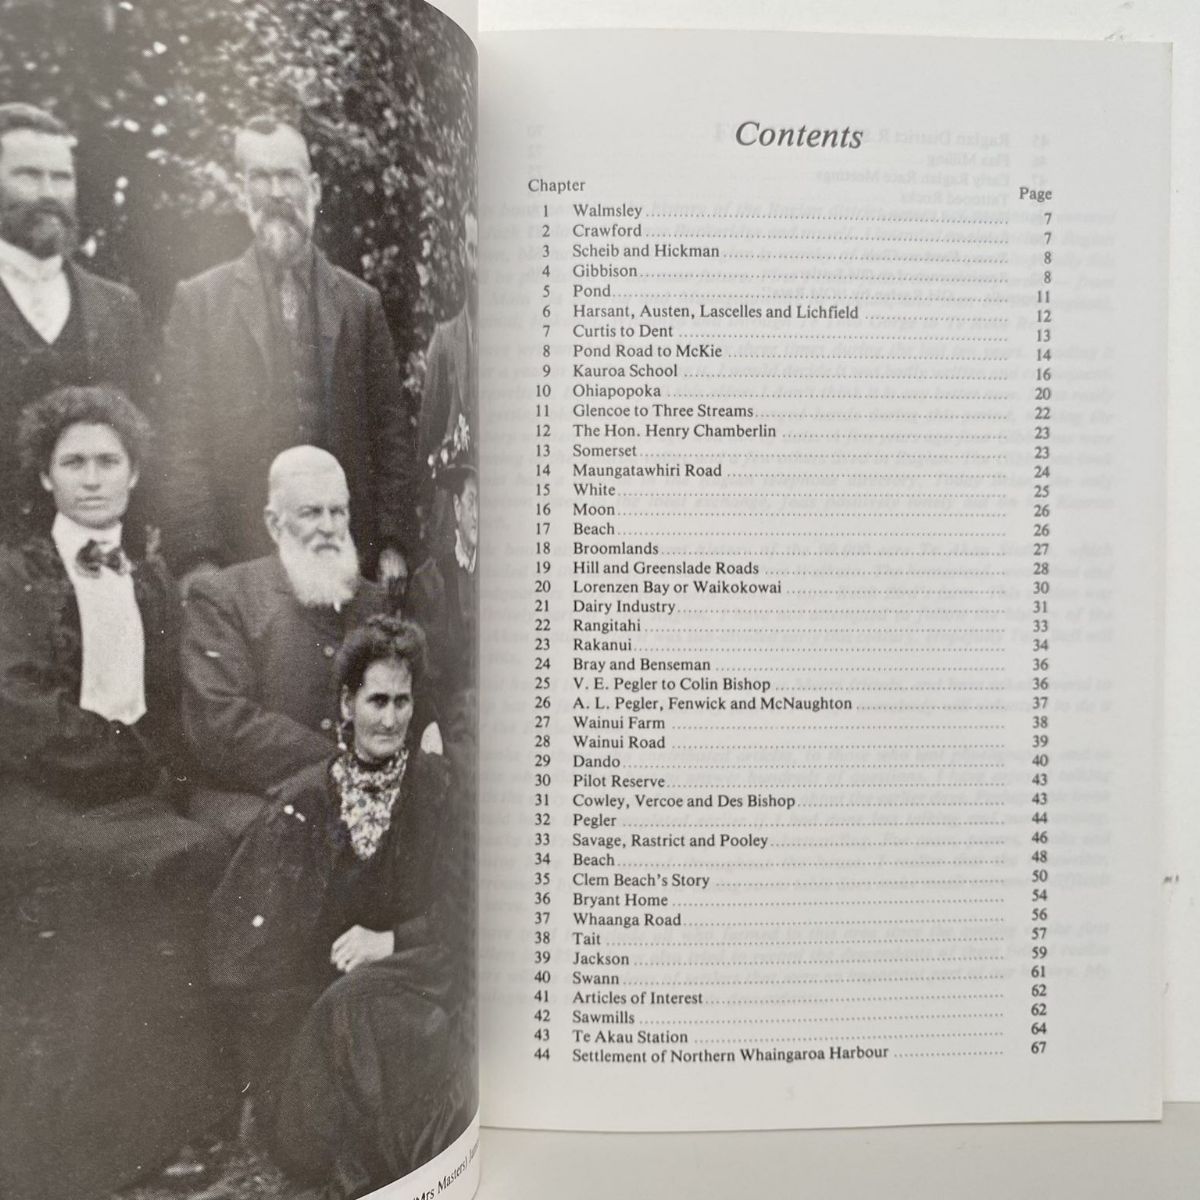 Contents
Chapter Page
1 Walmsley 7
2 Crawford 7
3 Scheib and Hickman 8
4 Gibbison 8
5 Pond 11
6 Harsant, Austen, Lascelles and Lichfield 12
7 Curtis to Dent 13
8 Pond Road to McKie 14
9 Kauroa School 16
10 Ohiapopoka 20
11 Glencoe to Three Streams 22
12 The Hon. Henry Chamberlin 23
13 Somerset 23
14 Maungatawhiri Road 24
15 White 25
16 Moon 26
17 Beach 26
18 Broomlands 27
19 Hill and Greenslade Roads 28
20 Lorenzen Bay or Waikokowai 30
21 Dairy Industry 31
22 Rangitahi 33
23 Rakanui 34
24 Bray and Benseman 36
25 V. E. Pegler to Colin Bishop 36
26 A. L. Pegler, Fenwick and McNaughton 37
27 Wainui Farm 38
28 Wainui Road 39
29 Dando 40
30 Pilot Reserve 43
31 Cowley, Vercoe and Des Bishop 43
32 Pegler 44
33 Savage, Rastrict and Pooley 46
34 Beach 48
35 Clem Beach's Story 50
36 Bryant Home 54
37 Whaanga Road 56
38 Tait 57
39 Jackson 59
40 Swann 61
41 Articles of Interest 62
42 Sawmills 62
43 Te Akau Station 64
44 Settlement of Northern Whaingaroa Harbour 67
(Mrs Masters)